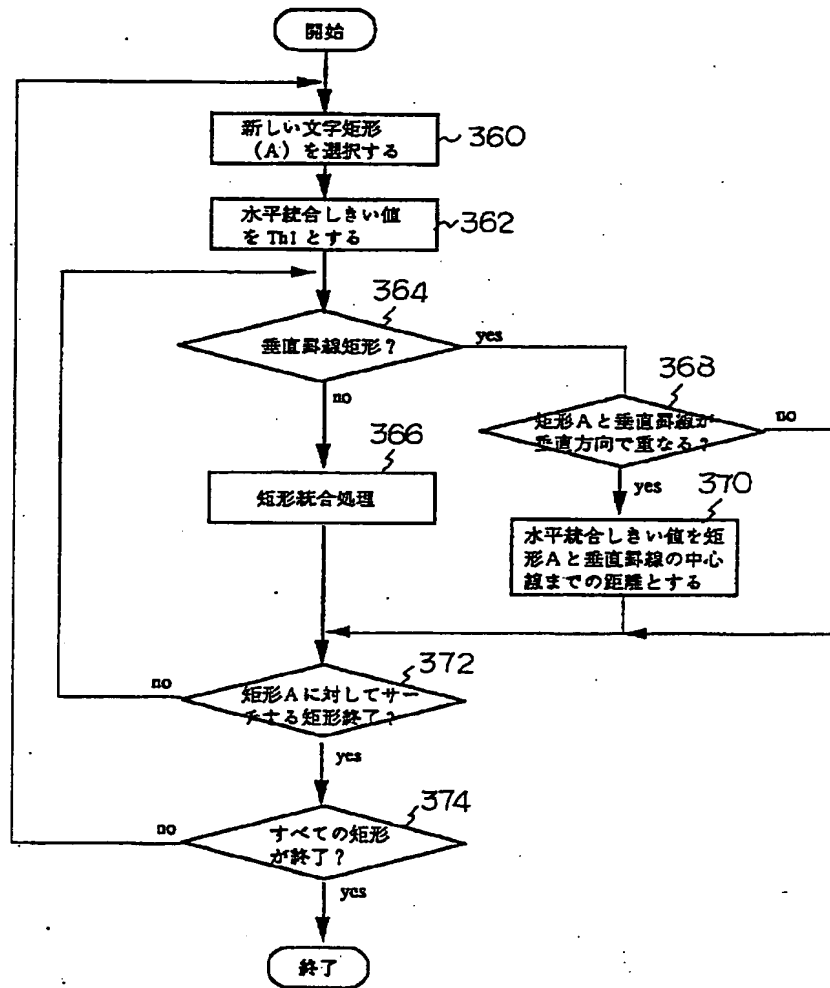 開始
新しい文字矩形
(A)を選択する
360
水平統合しきい値
を Th1 とする
362
364
垂直罫線矩形?
yes
no
368
矩形Aと垂直罫線が
垂直方向で重なる?
no
yes
366
矩形統合処理
370
水平統合しきい値を矩
形Aと垂直罫線の中心
線までの距離とする
372
矩形Aに対してサー
チする矩形終了?
no
yes
374
すべての矩形
が終了?
no
yes
終了